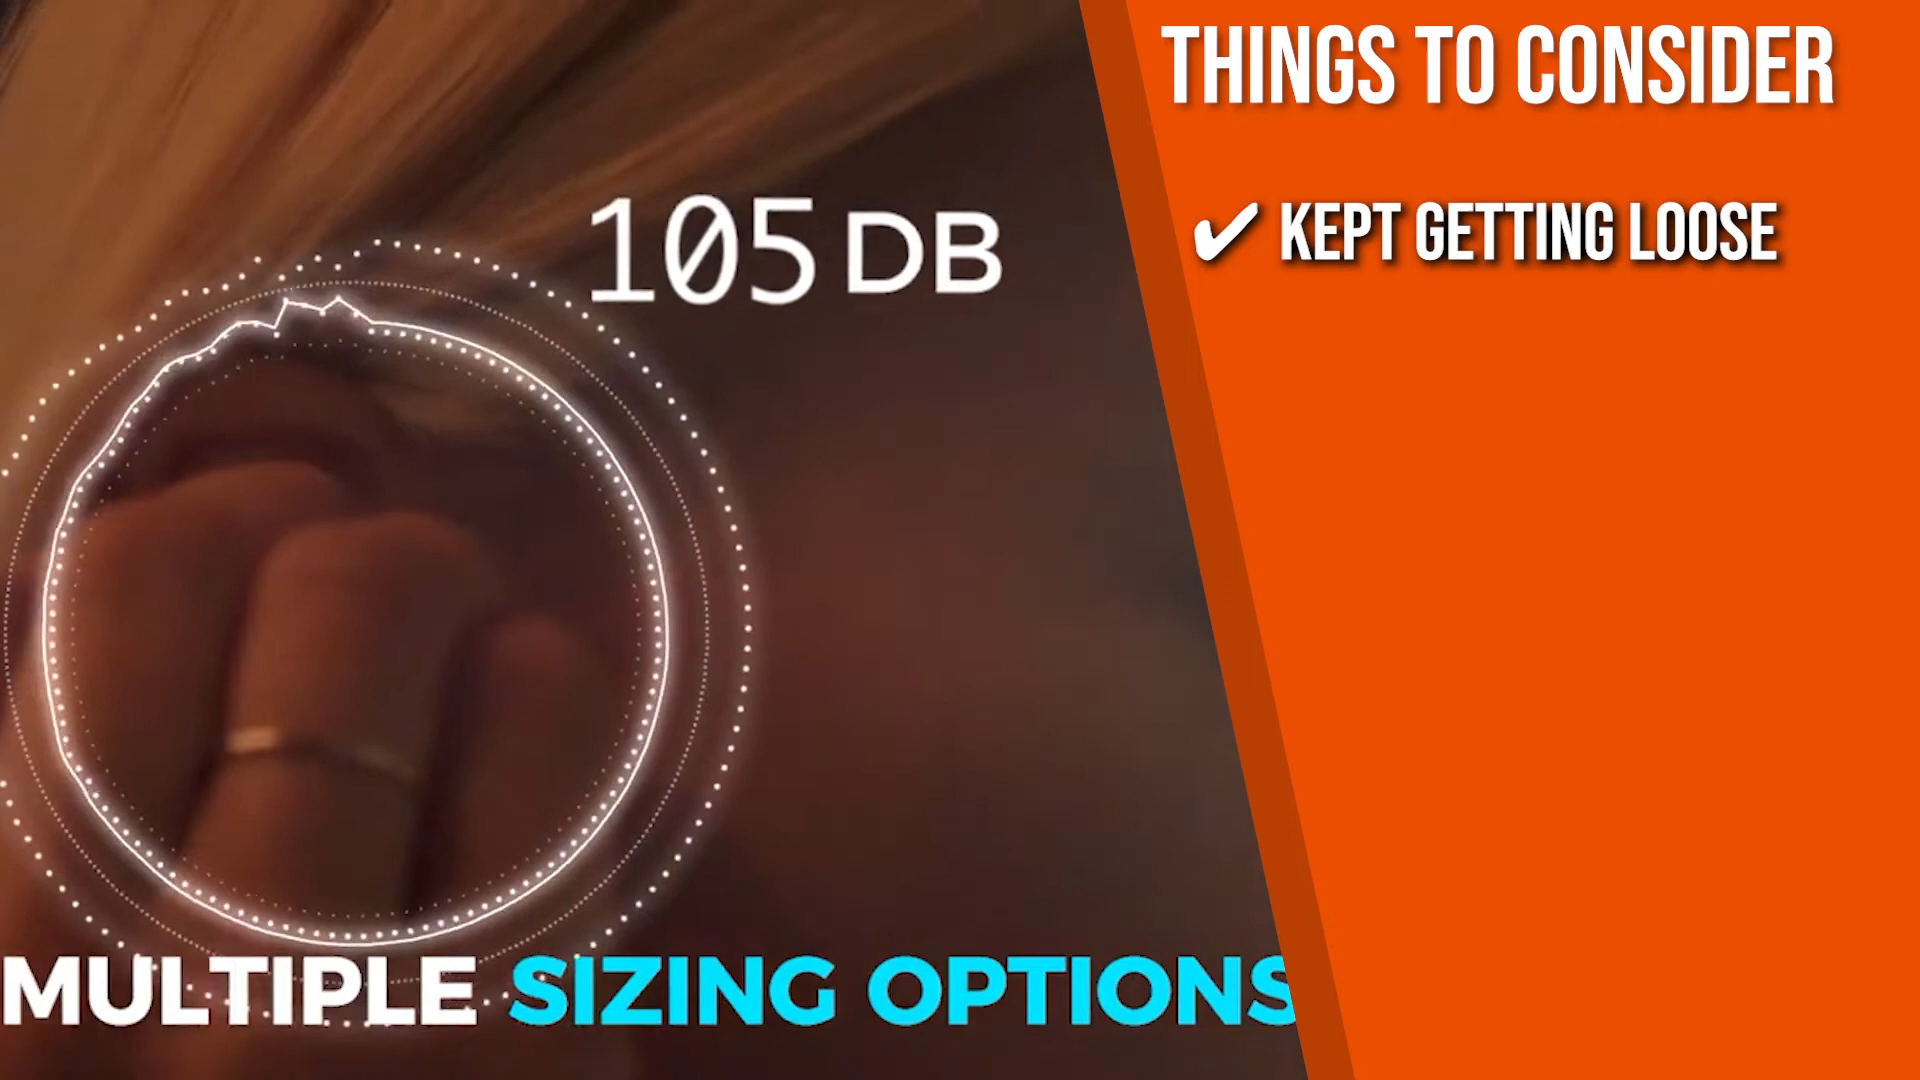 THINGS TO CONSIDER
✔ KEPT GETTING LOOSE
105 DB
MULTIPLE SIZING OPTIONS